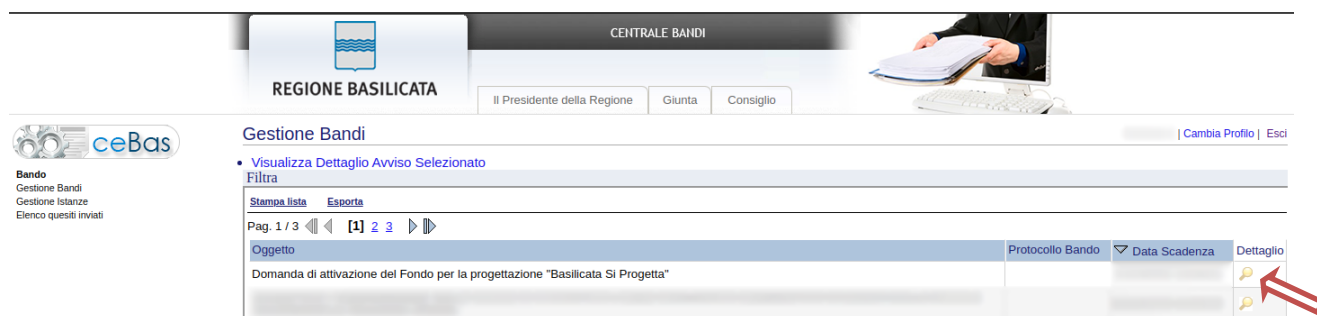 CENTRALE BANDI
REGIONE BASILICATA
Il Presidente della Regione Giunta Consiglio
ceBas
Gestione Bandi
| Cambia Profilo | Esci
Visualizza Dettaglio Avviso Selezionato
Filtra
Bando
Gestione Bandi
Gestione Istanze
Elenco quesiti inviati
Stampa lista Esporta
Pag. 1 / 3 [1] 2 3
Oggetto Protocollo Bando Data Scadenza Dettaglio
Domanda di attivazione del Fondo per la progettazione "Basilicata Si Progetta"